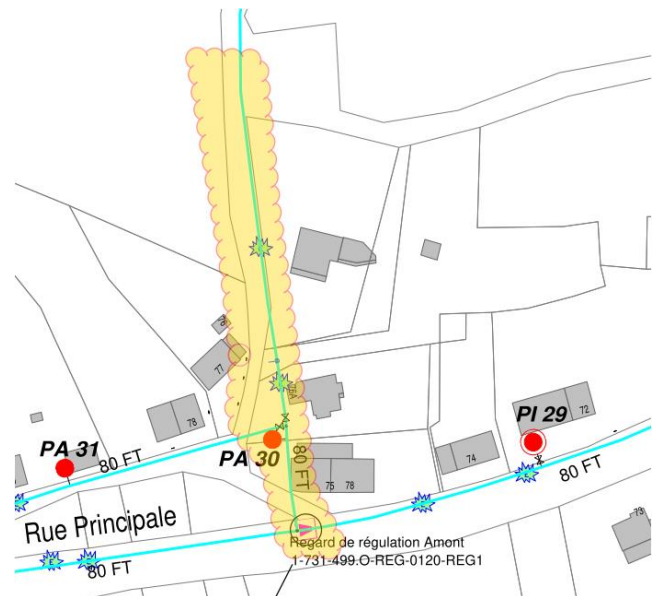 77
78
PA 31
80 FT
PA 30
80 FT
75
78
74
PI 29
72
80 FT
73
Rue Principale
80 FT
Regard de régulation Amont
1-731-499.O-REG-0120-REG1